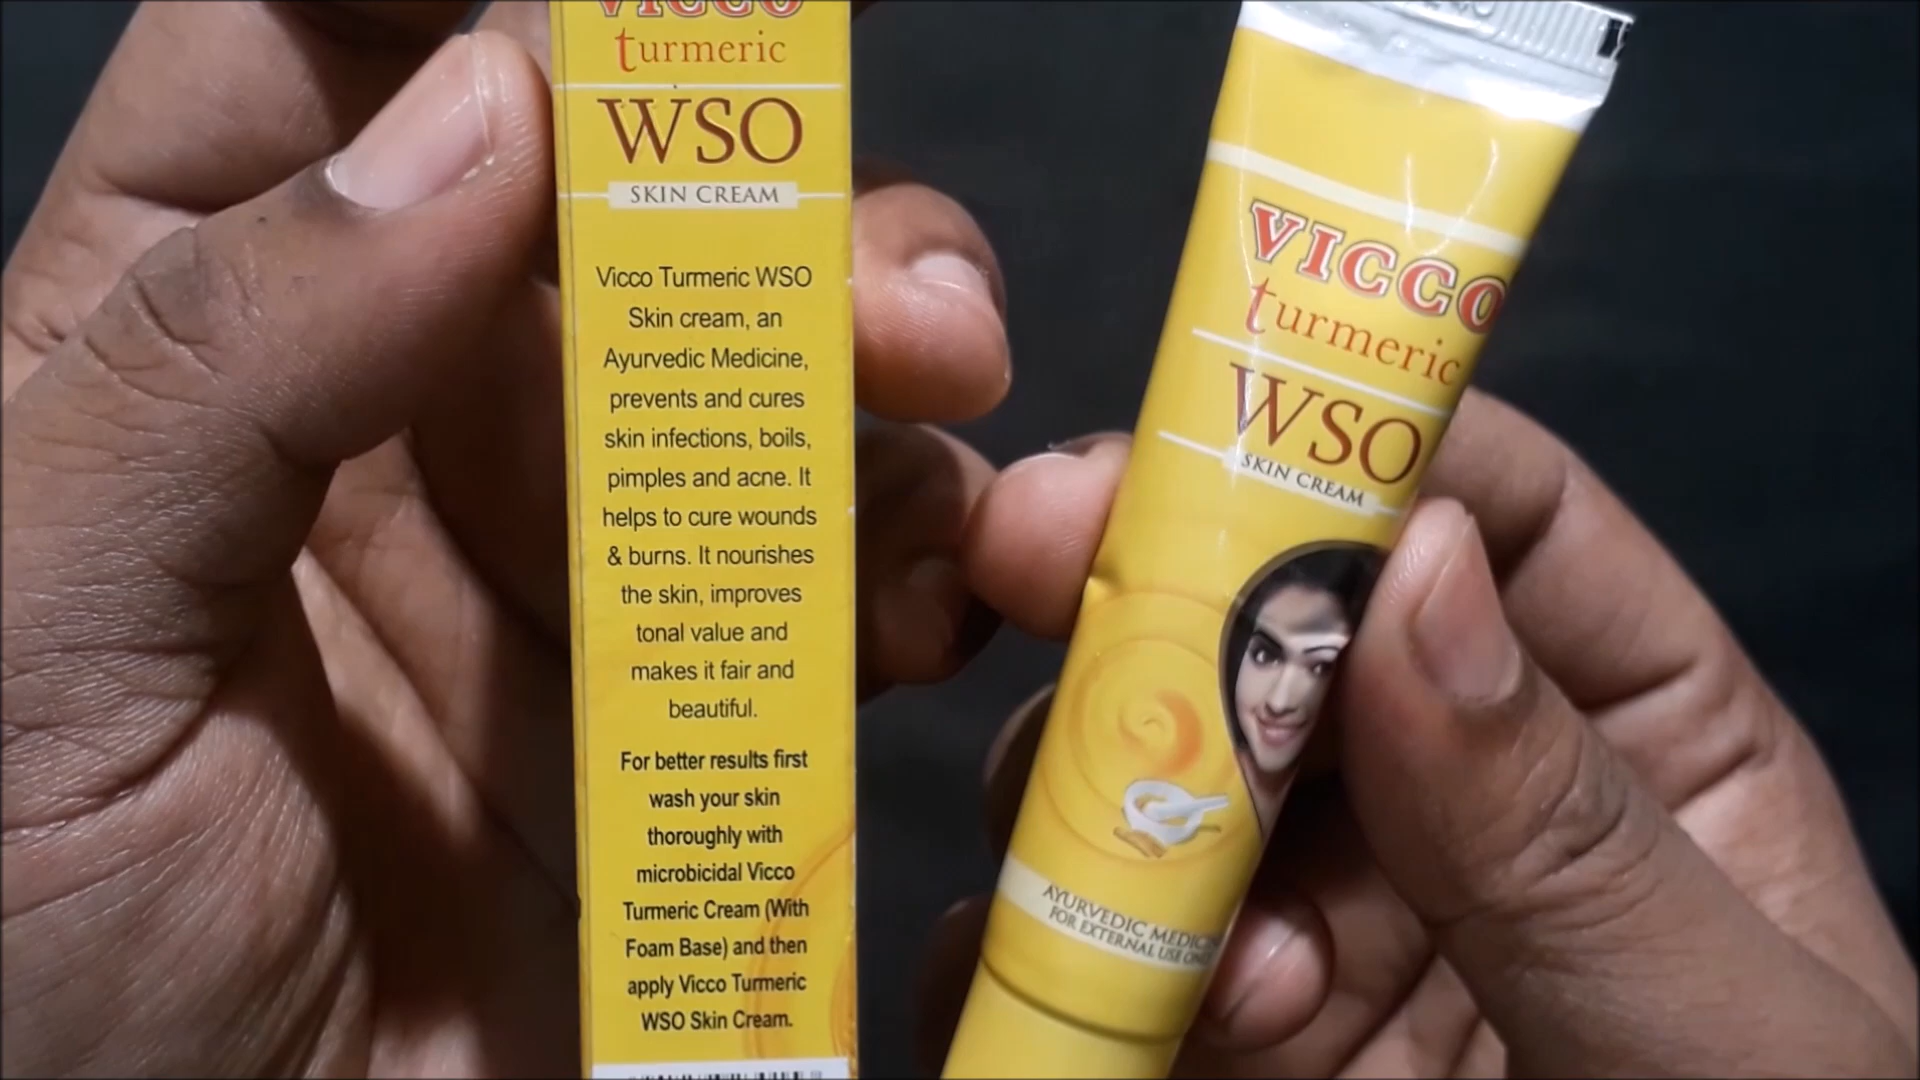 VICCO
turmeric
WSO
SKIN CREAM
Vicco Turmeric WSO
Skin cream, an
Ayurvedic Medicine,
prevents and cures
skin infections, boils,
pimples and acne. It
helps to cure wounds
& burns. It nourishes
the skin, improves
tonal value and
makes it fair and
beautiful.
For better results first
wash your skin
thoroughly with
microbicidal Vicco
Turmeric Cream (With
Foam Base) and then
apply Vicco Turmeric
WSO Skin Cream.
VICCO
turmeric
WSO
SKIN CREAM
AYURVEDIC MEDICIN
FOR EXTERNAL USE ONL